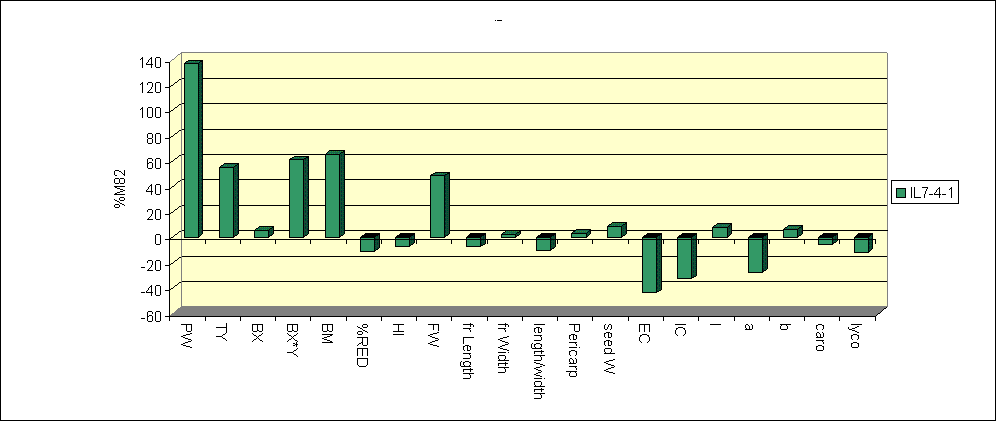 140
120
100
80
60
40
20
0
-20
-40
-60
%M82
PW
TY
BX
BX*Y
BM
%RED
HI
FW
fr Length
fr Width
length/width
Pericarp
seed W
EC
IC
l
a
b
caro
lyco
IL7-4-1